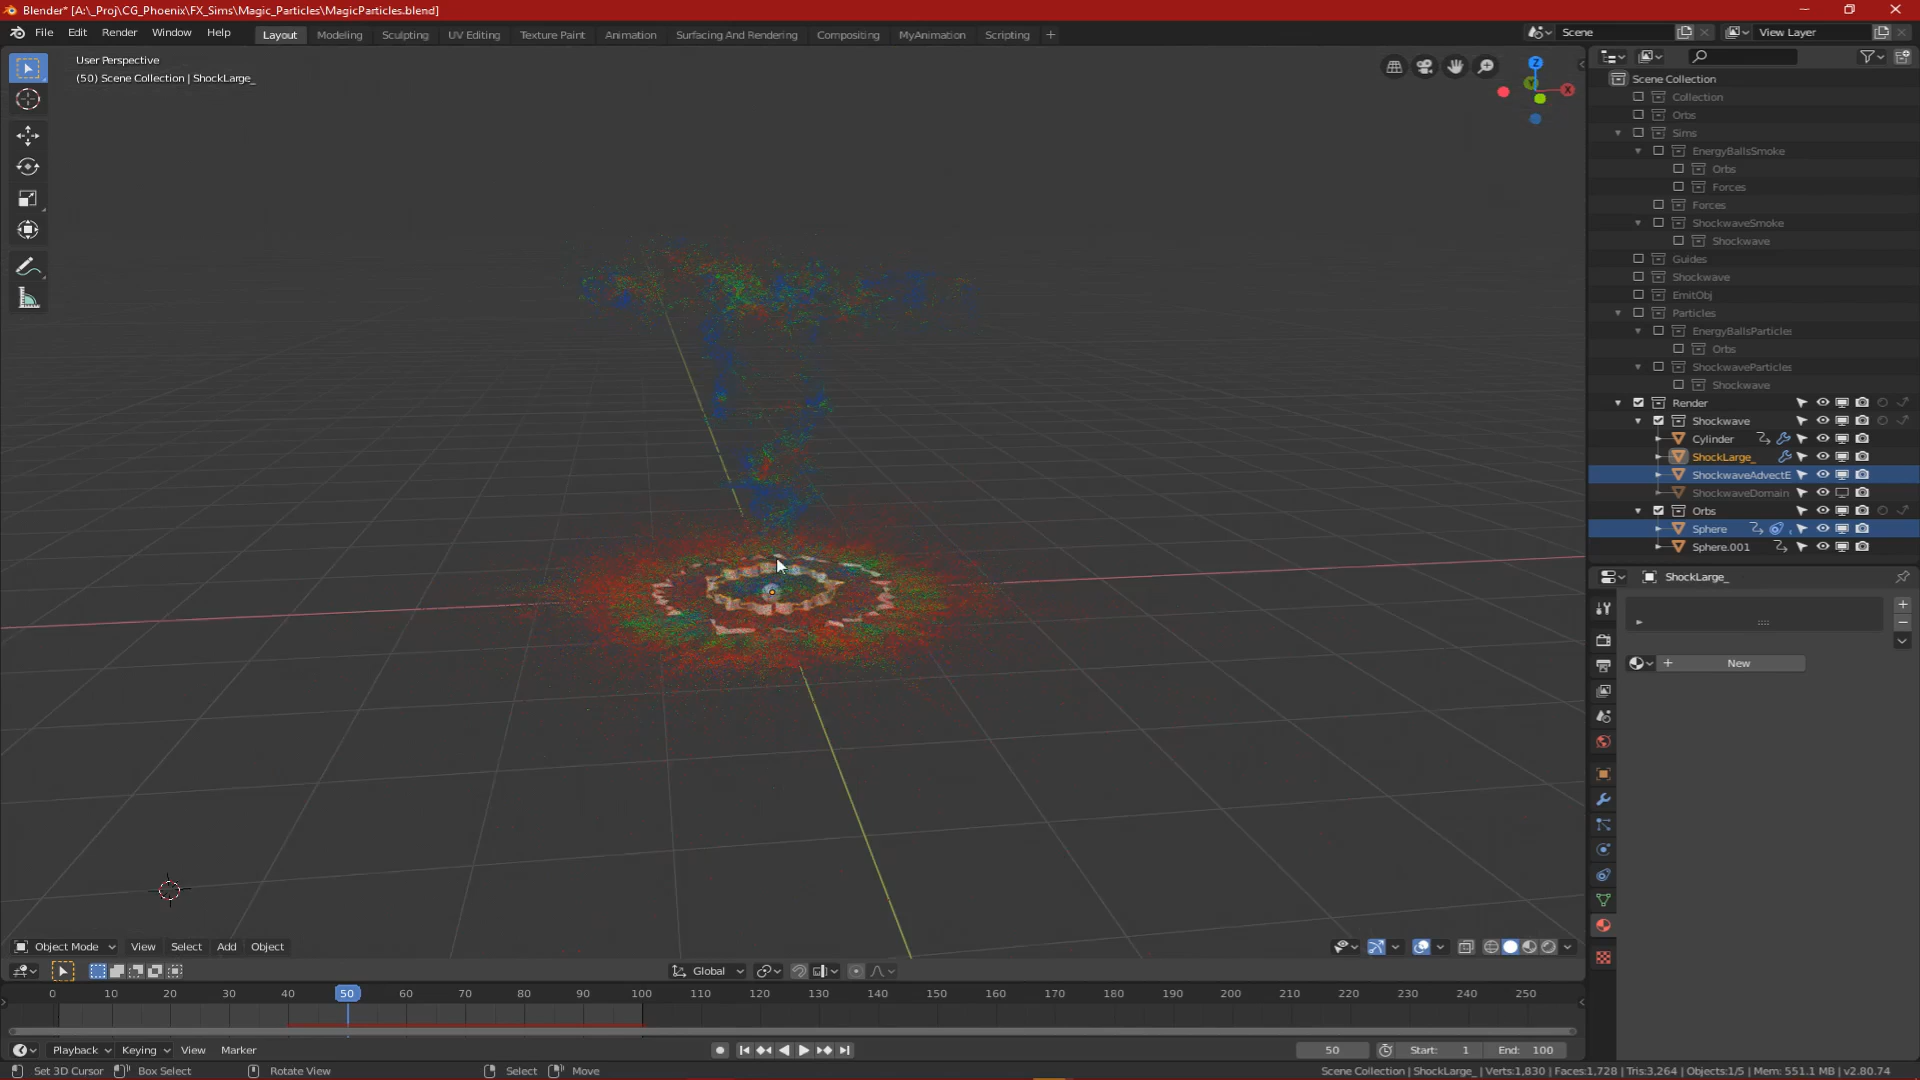 Blender* [A:\_Proj\CG_Phoenix\FX_Sims\Magic_Particles\MagicParticles.blend]
File Edit Render Window Help Layout Modeling Sculpting UV Editing Texture Paint Animation Surfacing And Rendering Compositing MyAnimation Scripting + Scene View Layer
User Perspective
(50) Scene Collection | ShockLarge_
Z
Y
X
Scene Collection
Collection
Orbs
Sims
EnergyBallsSmoke
Orbs
Forces
Forces
ShockwaveSmoke
Shockwave
Guides
Shockwave
EmitObj
Particles
EnergyBallsParticles
Orbs
ShockwaveParticles
Shockwave
Render
Shockwave
Cylinder
ShockLarge_
ShockwaveAdvectE
ShockwaveDomain
Orbs
Sphere
Sphere.001
ShockLarge_
New
Object Mode View Select Add Object
Global
0 10 20 30 40 50 60 70 80 90 100 110 120 130 140 150 160 170 180 190 200 210 220 230 240 250
Playback Keying View Marker 50 Start: 1 End: 100
Set 3D Cursor Box Select Rotate View Select Move Scene Collection | ShockLarge_ | Verts:1,830 | Faces:1,728 | Tris:3,264 | Objects:1/5 | Mem: 551.1 MB | v2.80.74